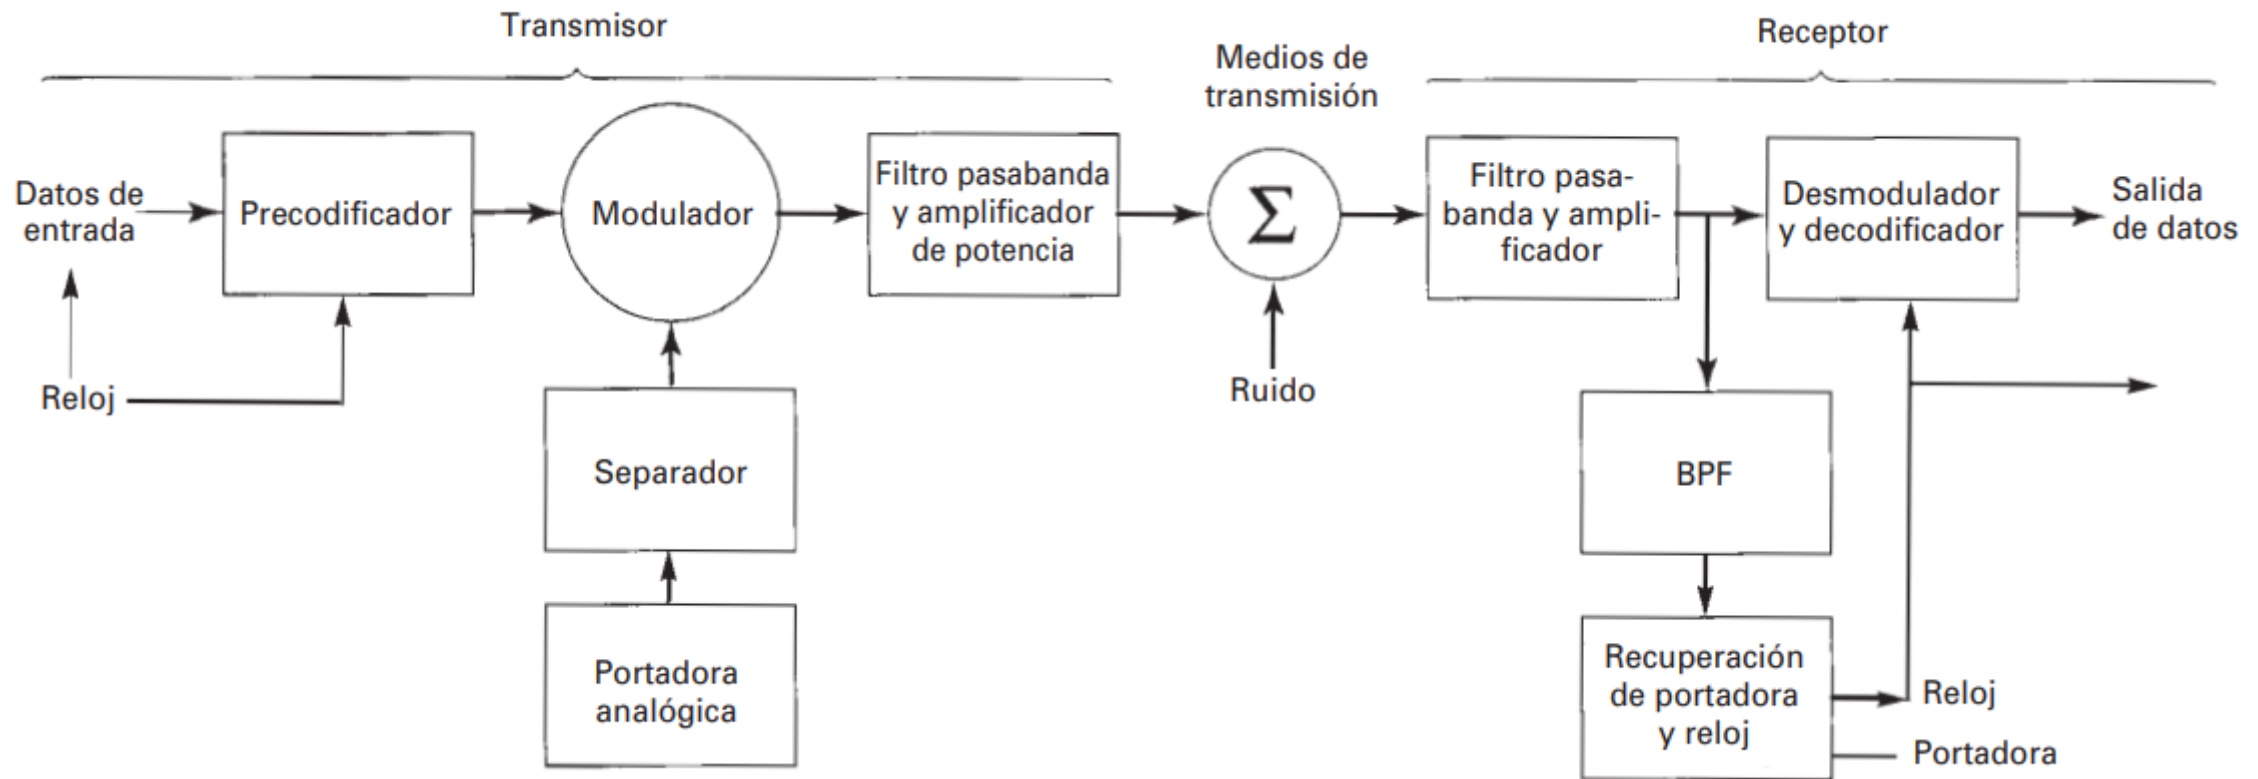 Transmisor
Medios de
transmisión
Receptor
Datos de
entrada
Precodificador
Modulador
Filtro pasabanda
y amplificador
de potencia
Σ
Filtro pasa-
banda y ampli-
ficador
Desmodulador
y decodificador
Salida
de datos
Reloj
Ruido
Separador
BPF
Portadora
analógica
Recuperación
de portadora
y reloj
Reloj
Portadora